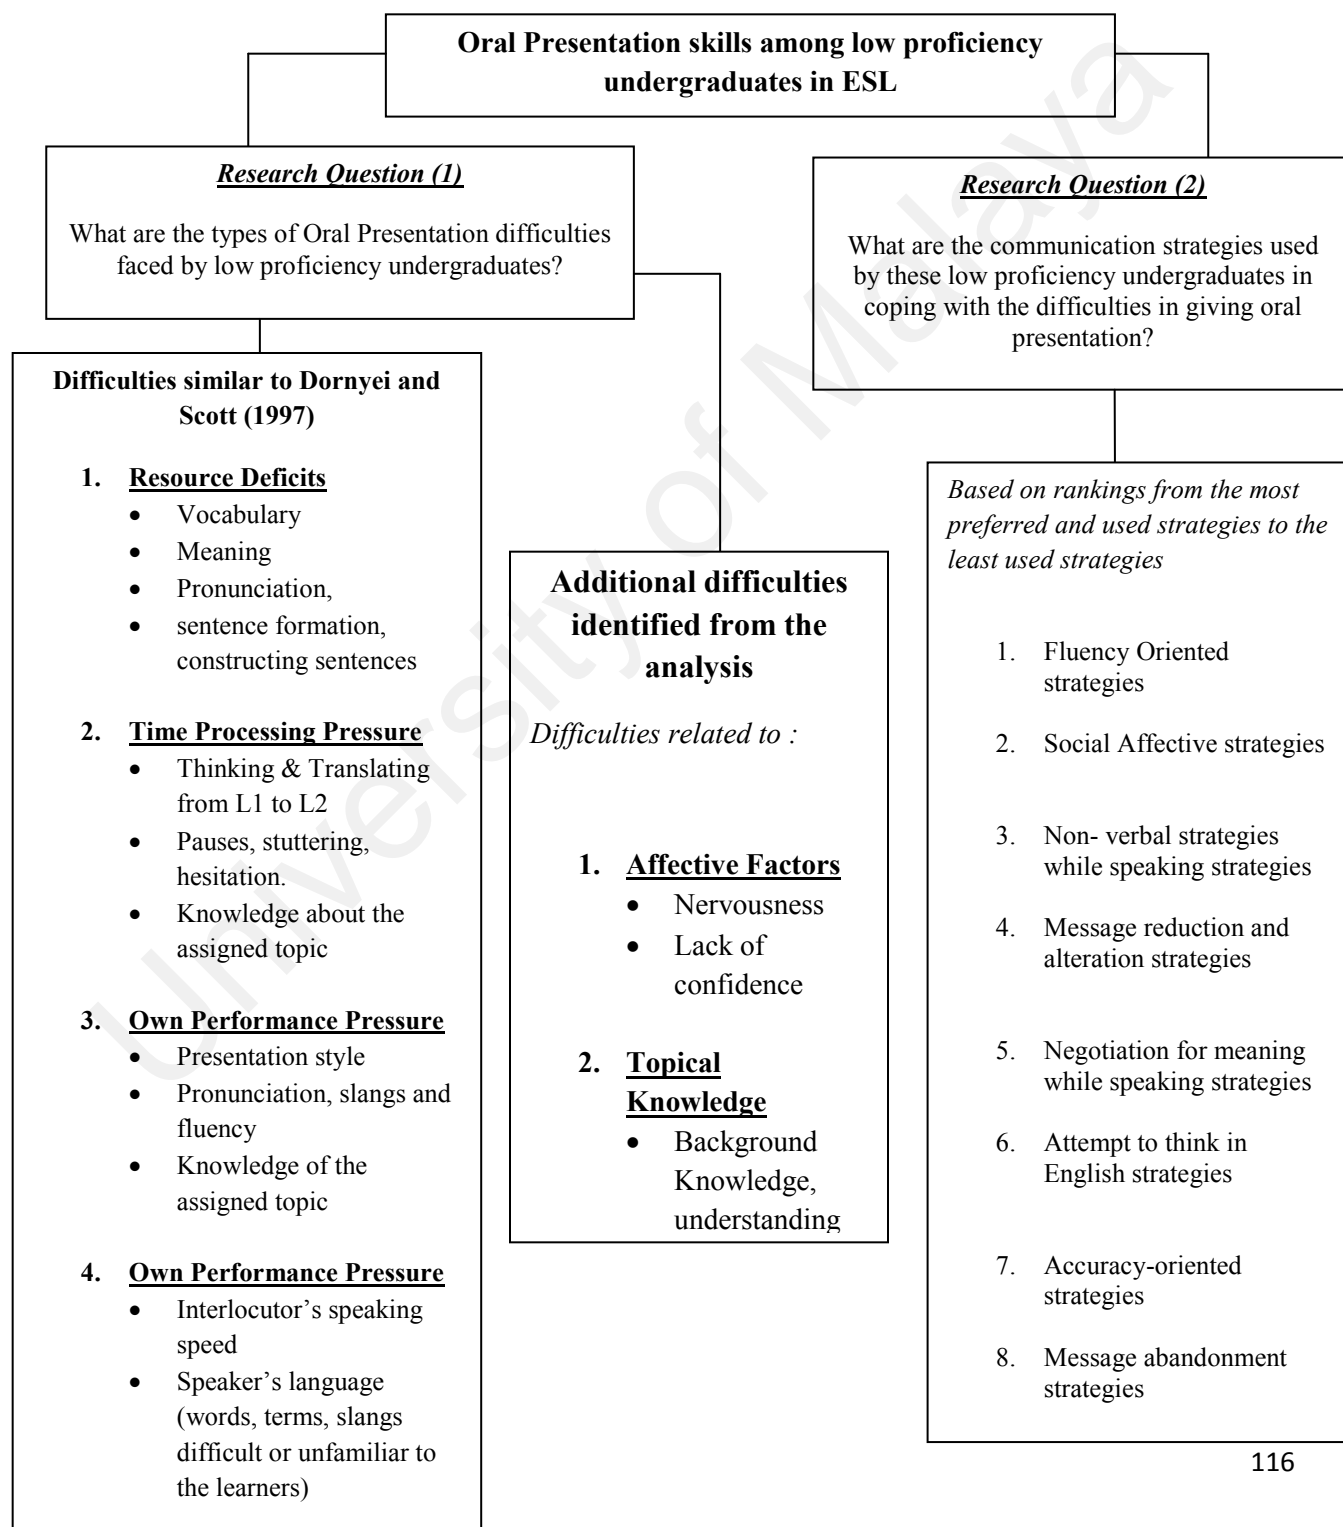 Oral Presentation skills among low proficiency
undergraduates in ESL
Research Question (1)
What are the types of Oral Presentation difficulties
faced by low proficiency undergraduates?
Research Question (2)
What are the communication strategies used
by these low proficiency undergraduates in
coping with the difficulties in giving oral
presentation?
Difficulties similar to Dornyei and
Scott (1997)
1. Resource Deficits
• Vocabulary
• Meaning
• Pronunciation,
• sentence formation,
constructing sentences
2. Time Processing Pressure
• Thinking & Translating
from L1 to L2
• Pauses, stuttering,
hesitation.
• Knowledge about the
assigned topic
3. Own Performance Pressure
• Presentation style
• Pronunciation, slangs and
fluency
• Knowledge of the
assigned topic
4. Own Performance Pressure
• Interlocutor's speaking
speed
• Speaker's language
(words, terms, slangs
difficult or unfamiliar to
the learners)
Additional difficulties
identified from the
analysis
Difficulties related to :
1. Affective Factors
• Nervousness
• Lack of
confidence
2. Topical
Knowledge
• Background
Knowledge,
understanding
Based on rankings from the most
preferred and used strategies to the
least used strategies
1. Fluency Oriented
strategies
2. Social Affective strategies
3. Non- verbal strategies
while speaking strategies
4. Message reduction and
alteration strategies
5. Negotiation for meaning
while speaking strategies
6. Attempt to think in
English strategies
7. Accuracy-oriented
strategies
8. Message abandonment
strategies
116
University of Malaya